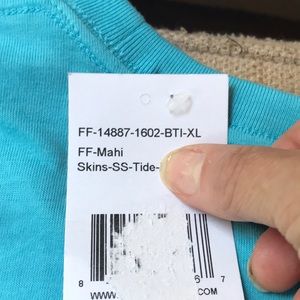 FF-14887-1602-BTI-XL
FF-Mahi
Skins-SS-Tide-
8 6 7
WWW. COM